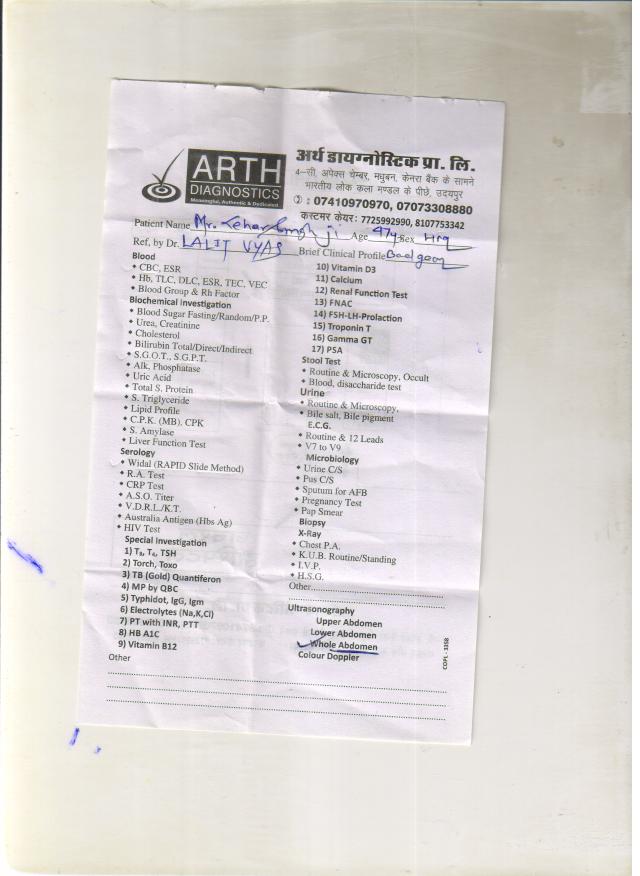 ARTH
DIAGNOSTICS
Meaningful, Authentic & Dedicated.
अर्थ डायग्नोस्टिक प्रा. लि.
4-सी, अपेक्स चेम्बर, मधुबन, केनरा बैंक के सामने
भारतीय लोक कला मण्डल के पीछे, उदयपुर
: 07410970970, 07073308880
कस्टमर केयर: 7725992990, 8107753342
Patient Name Mr. Age 47y Sex
Ref, by Dr. LALIT VYAS Brief Clinical Profile
Blood
* CBC, ESR
* Hb, TLC, DLC, ESR, TEC, VEC
* Blood Group & Rh Factor
Biochemical Investigation
* Blood Sugar Fasting/Random/P.P.
* Urea, Creatinine
* Cholesterol
* Bilirubin Total/Direct/Indirect
* S.G.O.T., S.G.P.T.
* Alk. Phosphatase
* Uric Acid
* Total S. Protein
* S. Triglyceride
* Lipid Profile
* C.P.K. (MB). CPK
* S. Amylase
* Liver Function Test
Serology
* Widal (RAPID Slide Method)
* R.A. Test
* CRP Test
* A.S.O. Titer
* V.D.R.L./K.T.
* Australia Antigen (Hbs Ag)
* HIV Test
Special Investigation
1) T₃, T₄, TSH
2) Torch, Toxo
3) TB (Gold) Quantiferon
4) MP by QBC
5) Typhidot, IgG, Igm
6) Electrolytes (Na,K,Cl)
7) PT with INR, PTT
8) HB A1C
9) Vitamin B12
Other
10) Vitamin D3
11) Calcium
12) Renal Function Test
13) FNAC
14) FSH-LH-Prolaction
15) Troponin T
16) Gamma GT
17) PSA
Stool Test
* Routine & Microscopy, Occult
* Blood, disaccharide test
Urine
* Routine & Microscopy,
* Bile salt, Bile pigment
E.C.G.
* Routine & 12 Leads
* V7 to V9
Microbiology
* Urine C/S
* Pus C/S
* Sputum for AFB
* Pregnancy Test
* Pap Smear
Biopsy
X-Ray
* Chest P.A.
* K.U.B. Routine/Standing
* I.V.P.
* H.S.G.
Other
Ultrasonography
Upper Abdomen
Lower Abdomen
Whole Abdomen
Colour Doppler
COPL - 3358